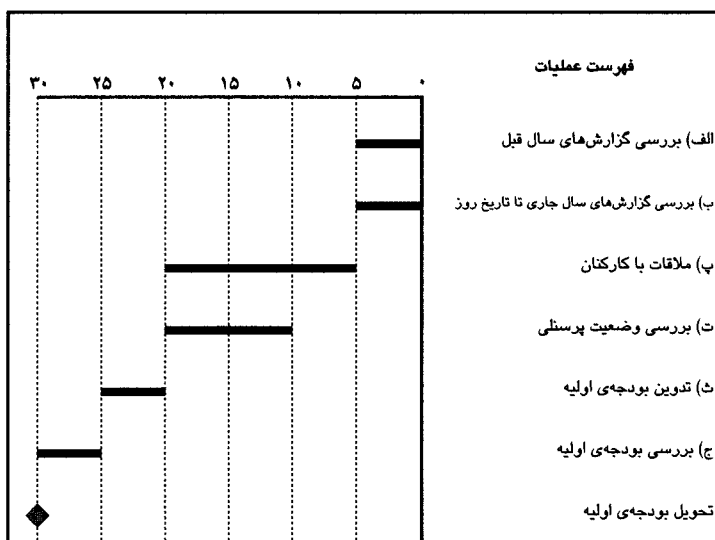 فهرست عملیات
۰ ۵ ۱۰ ۱۵ ۲۰ ۲۵ ۳۰
الف) بررسی گزارش‌های سال قبل
ب) بررسی گزارش‌های سال جاری تا تاریخ روز
پ) ملاقات با کارکنان
ت) بررسی وضعیت پرسنلی
ث) تدوین بودجه‌ی اولیه
ج) بررسی بودجه‌ی اولیه
تحویل بودجه‌ی اولیه